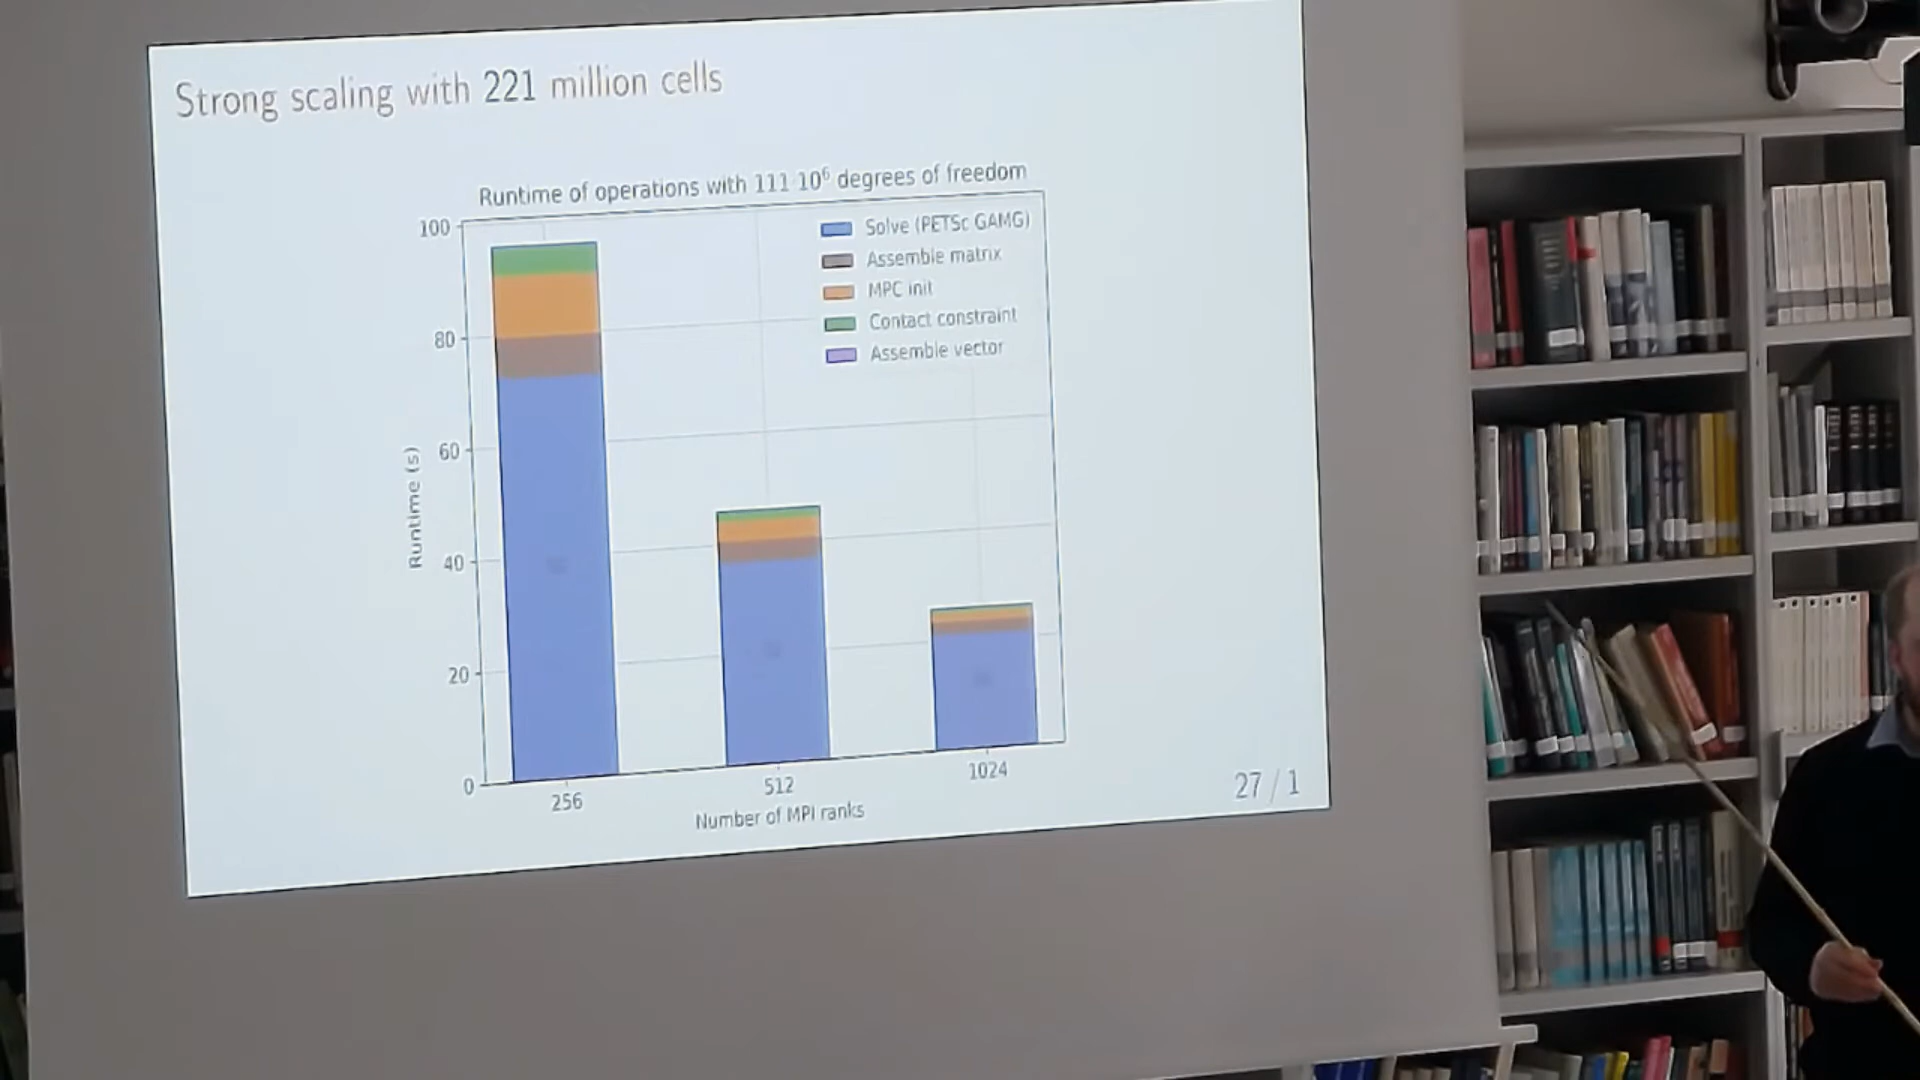 Strong scaling with 221 million cells
Runtime of operations with 111 10⁶ degrees of freedom
Solve (PETSc GAMG)
Assemble matrix
MPC init
Contact constraint
Assemble vector
100
80
60
40
20
0
Runtime (s)
256
512
1024
Number of MPI ranks
27 / 1